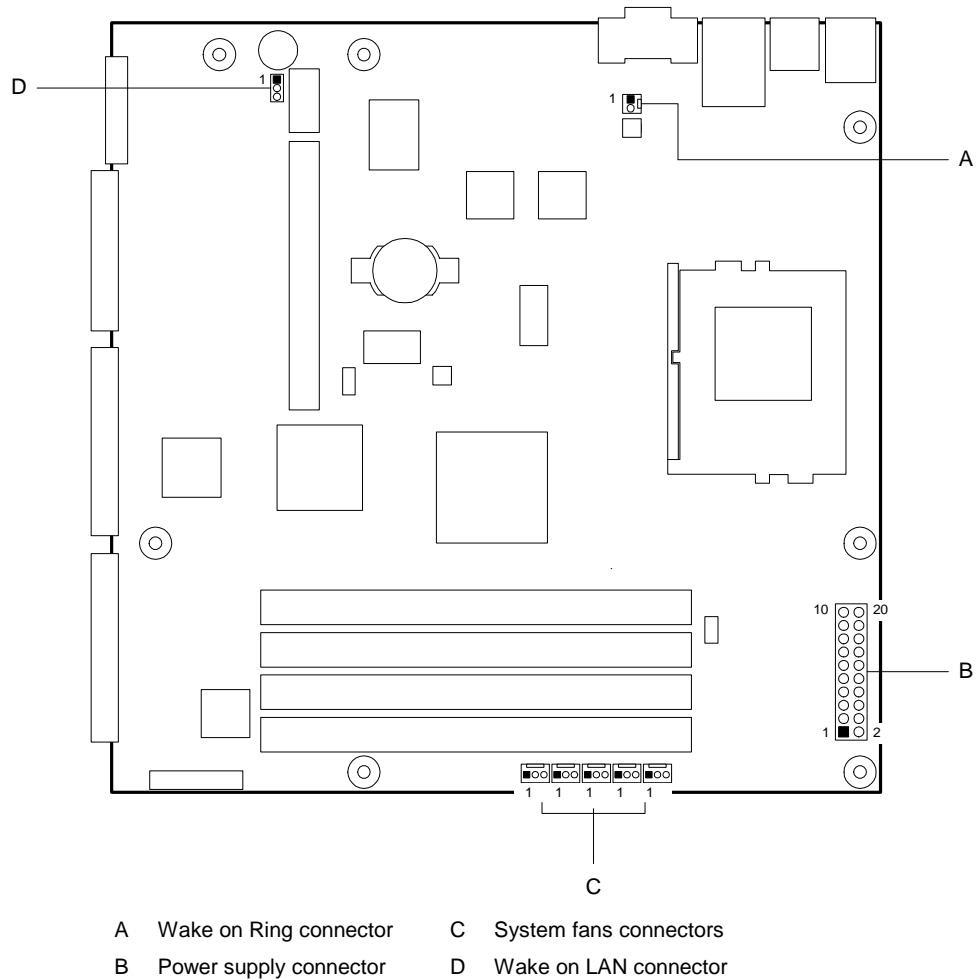 1
D
1
A
10 20
B
1 2
1 1 1 1 1
C
A Wake on Ring connector C System fans connectors
B Power supply connector D Wake on LAN connector